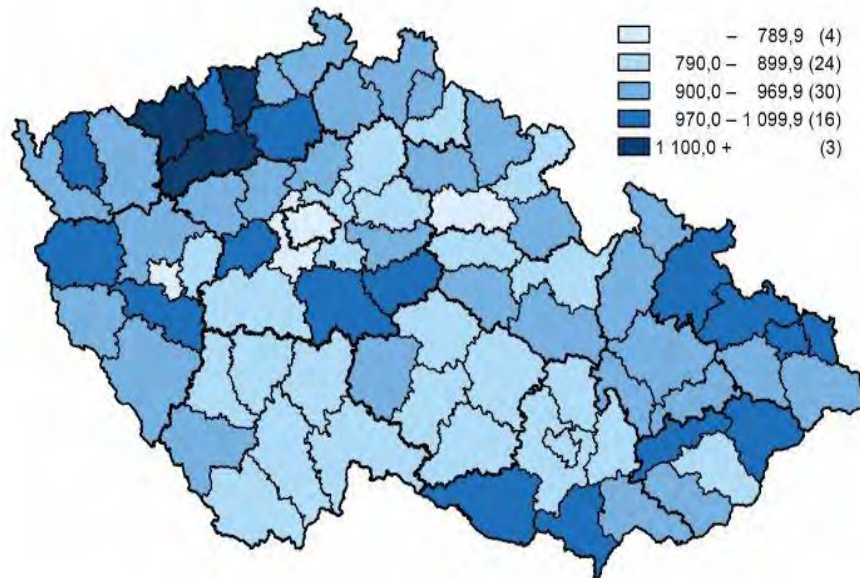 – 789,9 (4)
790,0 – 899,9 (24)
900,0 – 969,9 (30)
970,0 – 1 099,9 (16)
1 100,0 + (3)